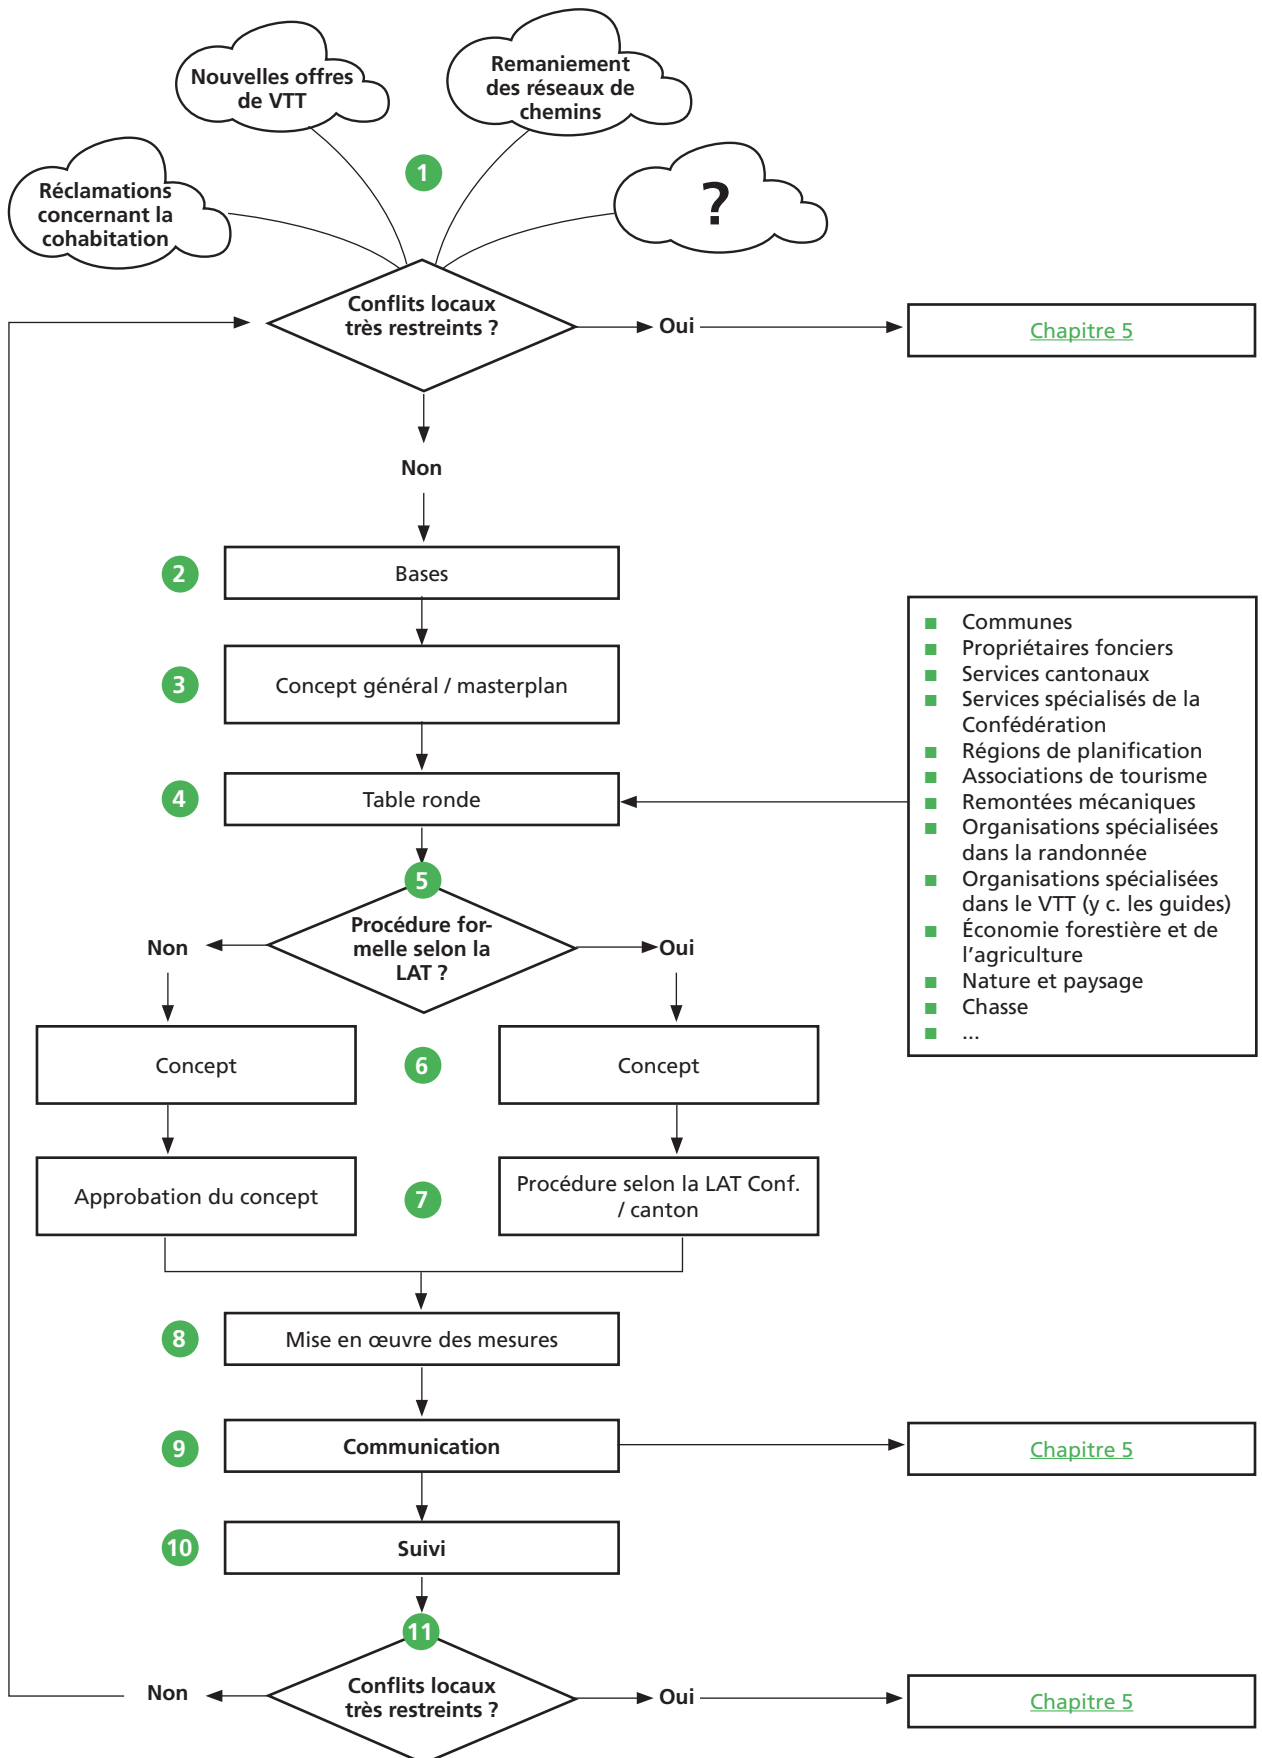 Nouvelles offres
de VTT
Remaniement
des réseaux de
chemins
1
Réclamations
concernant la
cohabitation
?
Conflits locaux
très restreints ?
Oui
Chapitre 5
Non
2
Bases
3
Concept général / masterplan
4
Table ronde
■ Communes
■ Propriétaires fonciers
■ Services cantonaux
■ Services spécialisés de la
Confédération
■ Régions de planification
■ Associations de tourisme
■ Remontées mécaniques
■ Organisations spécialisées
dans la randonnée
■ Organisations spécialisées
dans le VTT (y c. les guides)
■ Économie forestière et de
l'agriculture
■ Nature et paysage
■ Chasse
■ ...
5
Procédure for-
melle selon la
LAT ?
Non
Oui
Concept
6
Concept
Approbation du concept
7
Procédure selon la LAT Conf.
/ canton
8
Mise en œuvre des mesures
9
Communication
Chapitre 5
10
Suivi
11
Conflits locaux
très restreints ?
Non
Oui
Chapitre 5